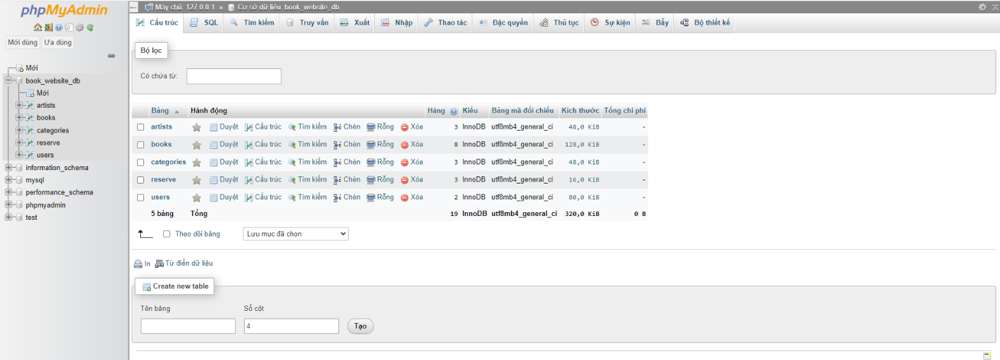 phpMyAdmin
Mới dùng Ưa dùng
Mới
book_website_db
Mới
artists
books
categories
reserve
users
information_schema
mysql
performance_schema
phpmyadmin
test
Máy chủ: 127.0.0.1 » Cơ sở dữ liệu: book_website_db
Cấu trúc SQL Tìm kiếm Truy vấn Xuất Nhập Thao tác Đặc quyền Thủ tục Sự kiện Bẫy Bộ thiết kế
Bộ lọc
Có chứa từ:
Bảng Hành động Hàng Kiểu Bảng mã đối chiếu Kích thước Tổng chi phí
artists Duyệt Cấu trúc Tìm kiếm Chèn Rỗng Xóa 3 InnoDB utf8mb4_general_ci 48,0 KiB -
books Duyệt Cấu trúc Tìm kiếm Chèn Rỗng Xóa 8 InnoDB utf8mb4_general_ci 128,0 KiB -
categories Duyệt Cấu trúc Tìm kiếm Chèn Rỗng Xóa 3 InnoDB utf8mb4_general_ci 48,0 KiB -
reserve Duyệt Cấu trúc Tìm kiếm Chèn Rỗng Xóa 3 InnoDB utf8mb4_general_ci 16,0 KiB -
users Duyệt Cấu trúc Tìm kiếm Chèn Rỗng Xóa 2 InnoDB utf8mb4_general_ci 80,0 KiB -
5 bảng Tổng 19 InnoDB utf8mb4_general_ci 320,0 KiB 0 B
Theo dõi bảng Lưu mục đã chọn
In Từ điển dữ liệu
Create new table
Tên bảng Số cột
4 Tạo